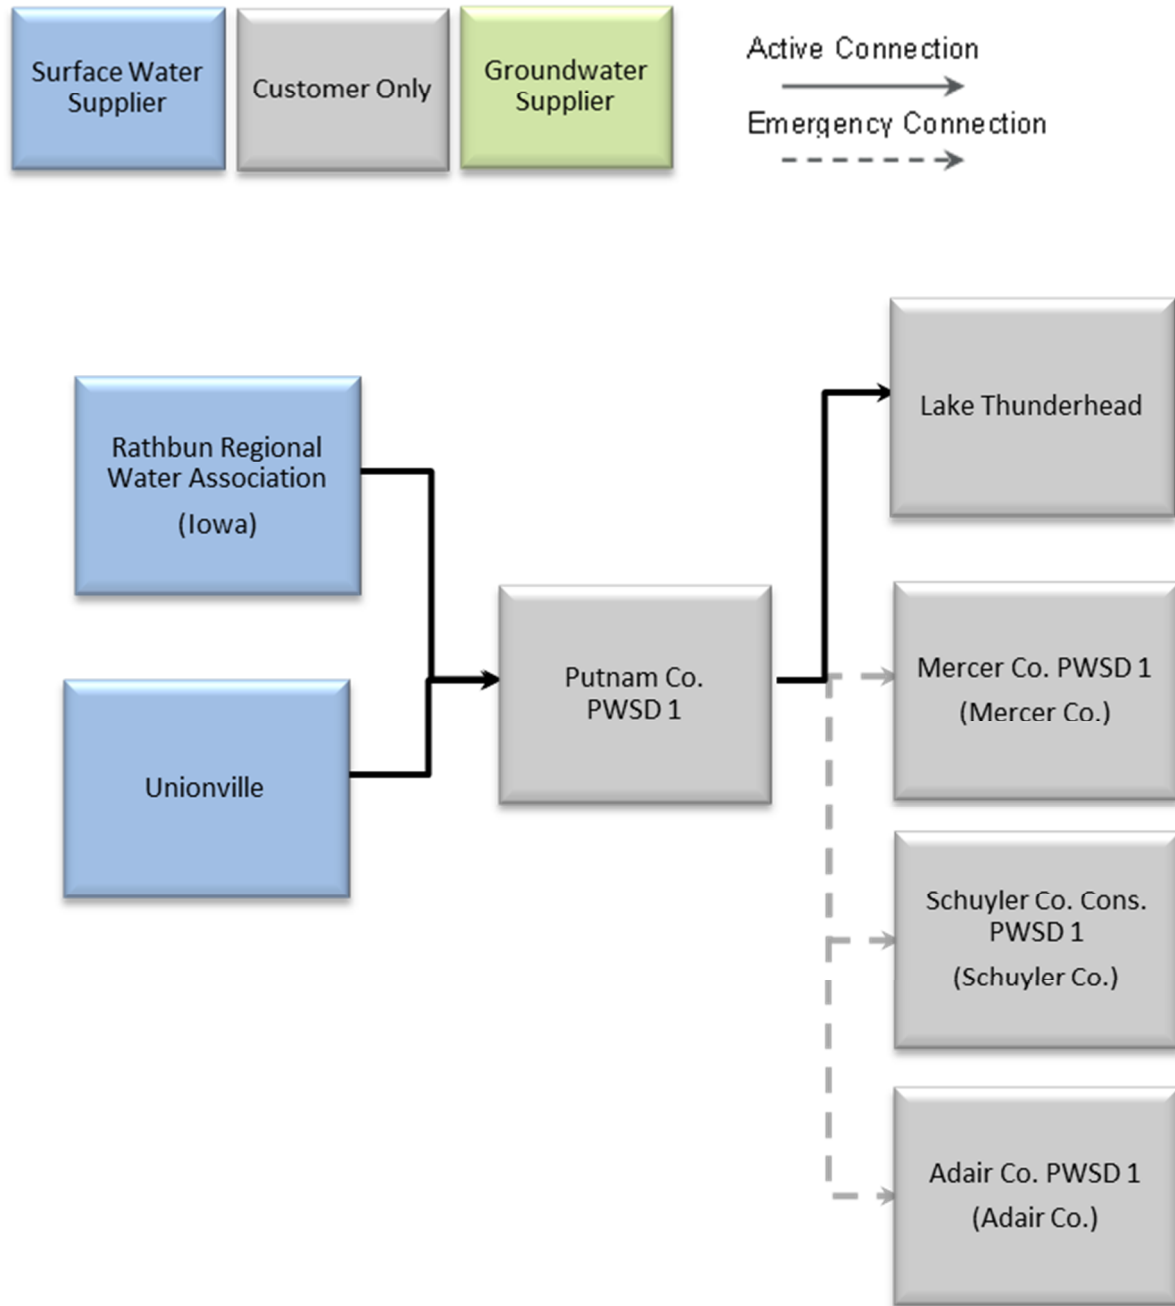 Surface Water
Supplier
Customer Only
Groundwater
Supplier
Active Connection
Emergency Connection
Lake Thunderhead
Rathbun Regional
Water Association
(Iowa)
Putnam Co.
PWSD 1
Mercer Co. PWSD 1
(Mercer Co.)
Unionville
Schuyler Co. Cons.
PWSD 1
(Schuyler Co.)
Adair Co. PWSD 1
(Adair Co.)